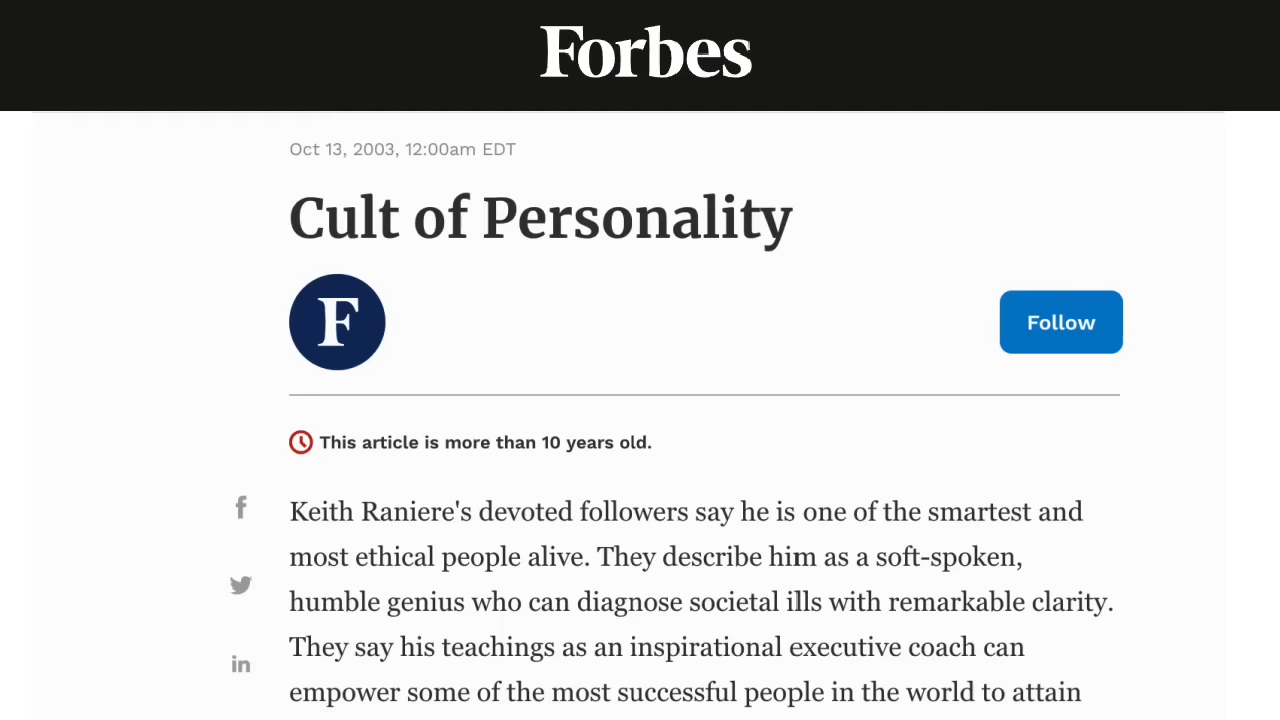 Forbes
Oct 13, 2003, 12:00am EDT
Cult of Personality
F
Follow
This article is more than 10 years old.
f
in
Keith Raniere's devoted followers say he is one of the smartest and
most ethical people alive. They describe him as a soft-spoken,
humble genius who can diagnose societal ills with remarkable clarity.
They say his teachings as an inspirational executive coach can
empower some of the most successful people in the world to attain